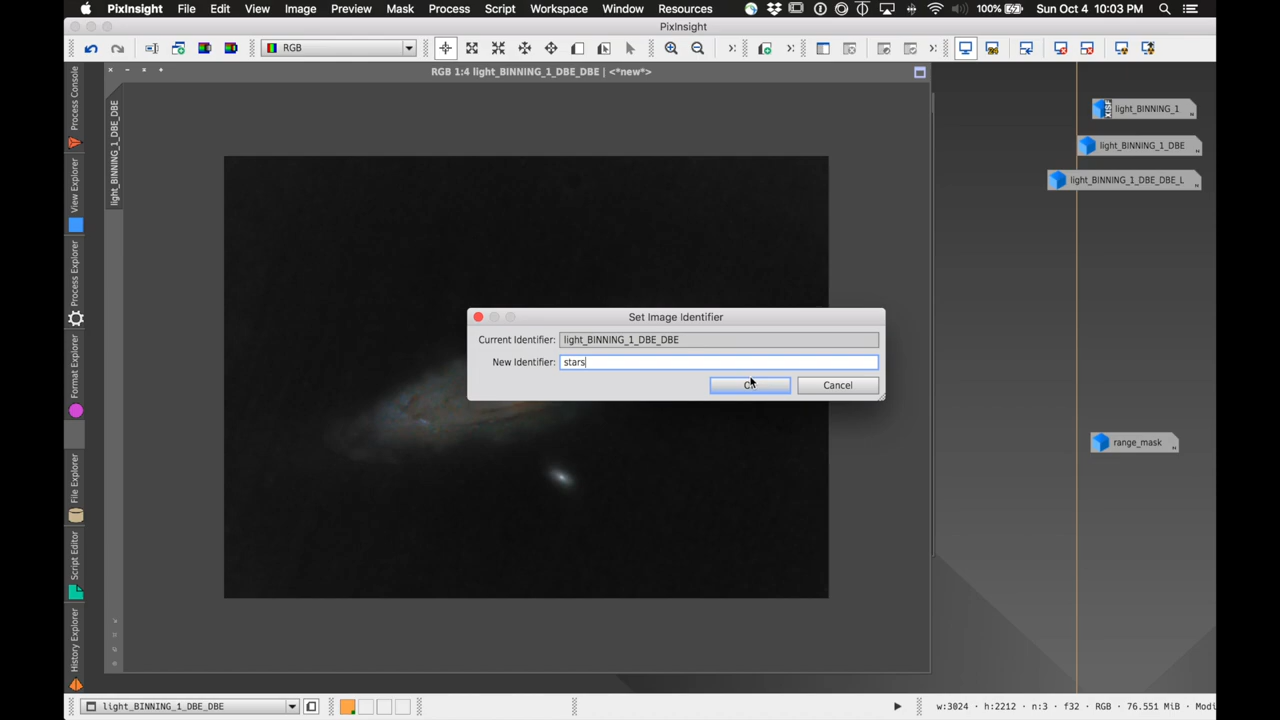 PixInsight File Edit View Image Preview Mask Process Script Workspace Window Resources 100% Sun Oct 4 10:03 PM
PixInsight
RGB
RGB 1:4 light_BINNING_1_DBE_DBE | <*new*>
Process Console
View Explorer
Process Explorer
Format Explorer
File Explorer
Script Editor
History Explorer
light_BINNING_1_DBE_DBE
light_BINNING_1
light_BINNING_1_DBE
light_BINNING_1_DBE_DBE_L
range_mask
Set Image Identifier
Current Identifier: light_BINNING_1_DBE_DBE
New Identifier: stars
Cancel
light_BINNING_1_DBE_DBE
w:3024 · h:2212 · n:3 · f32 · RGB · 76.551 MiB · Modi